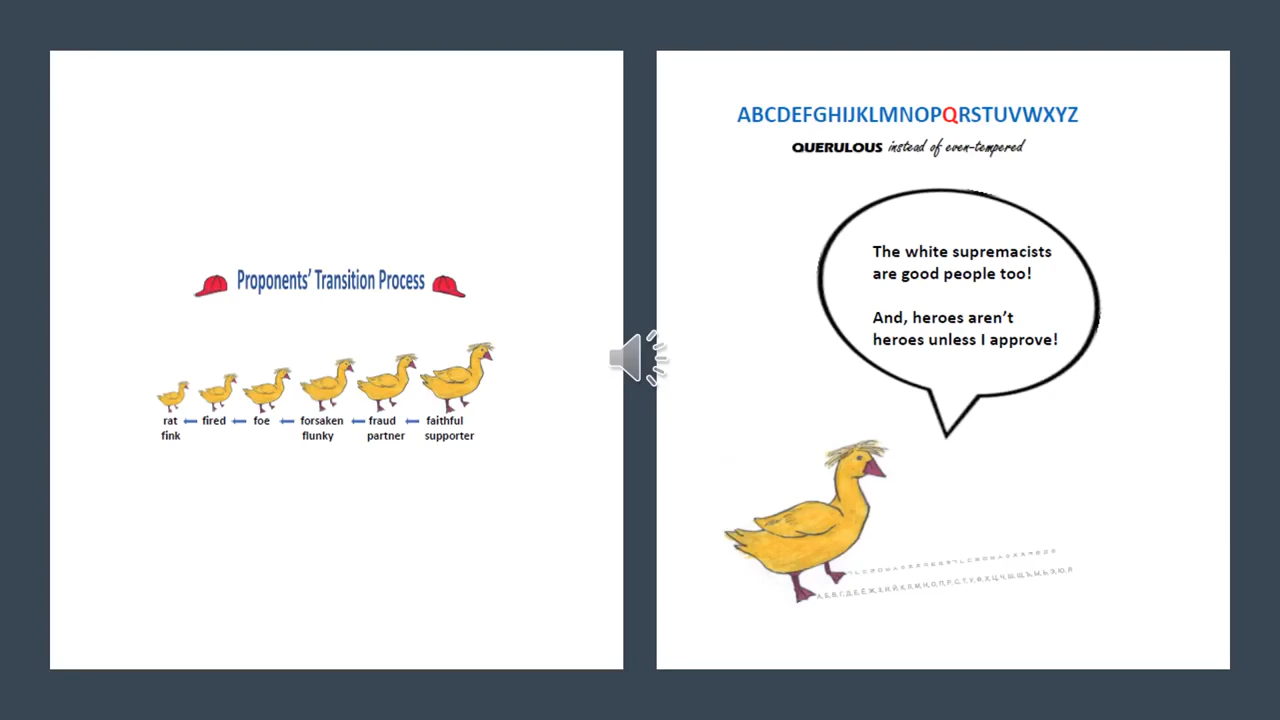 Proponents' Transition Process
rat fired foe forsaken fraud faithful
fink flunky partner supporter
ABCDEFGHIJKLMNOPQRSTUVWXYZ
QUERULOUS instead of even-tempered
The white supremacists
are good people too!
And, heroes aren't
heroes unless I approve!